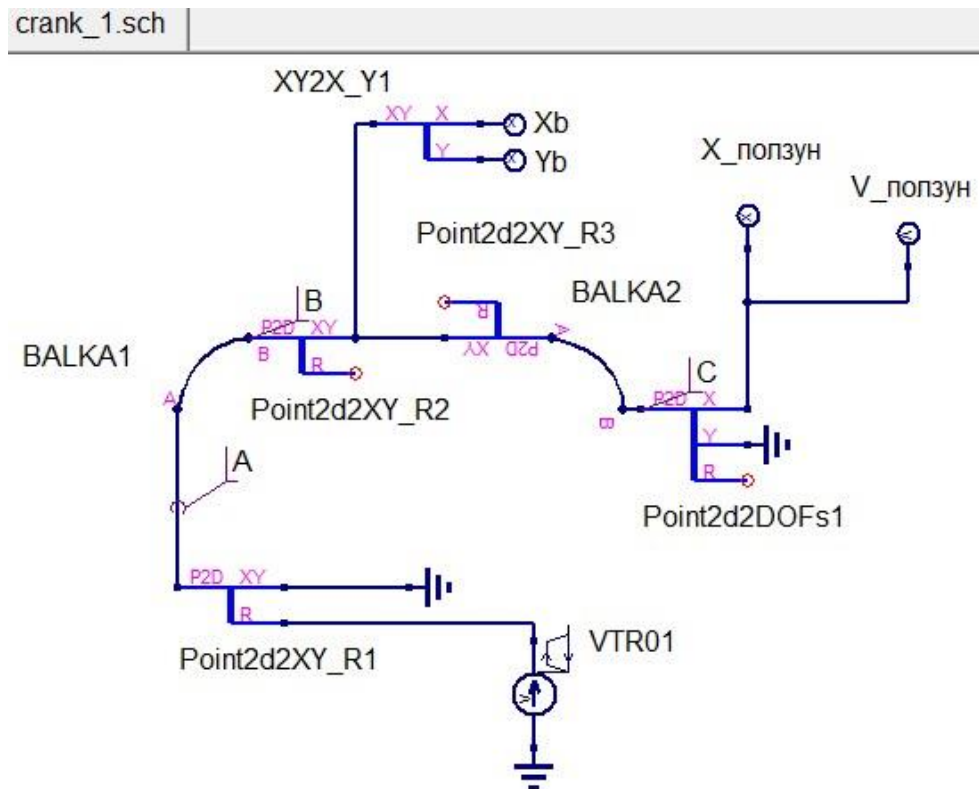 crank_1.sch
XY2X_Y1
XY X
Xb
Y
Yb
X_ползун
V_ползун
Point2d2XY_R3
R
BALKA2
B
P2D XY
XY P2D
A
B
R
BALKA1
A
Point2d2XY_R2
C
B
P2D X
Y
R
A
Point2d2DOFs1
P2D XY
R
VTR01
Point2d2XY_R1